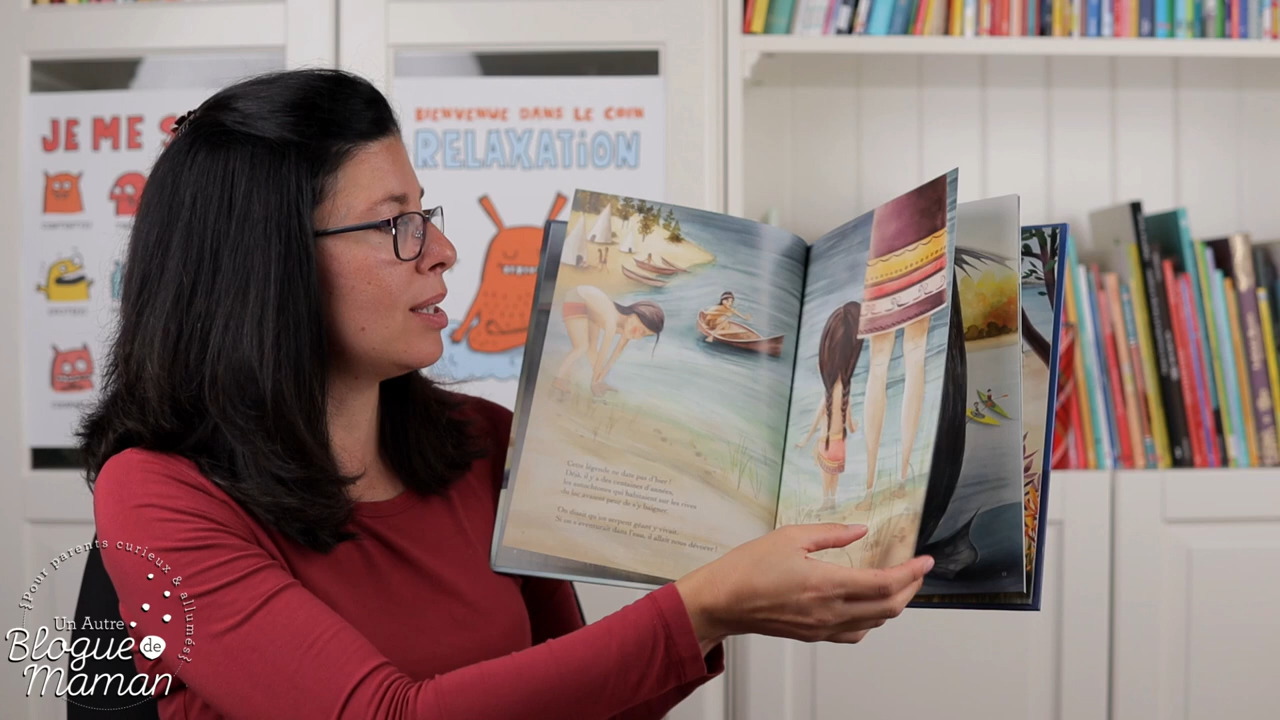 JE ME S
BIENVENUE DANS LE COIN
RELAXATiON
Cette légende ne date pas d'hier !
Déjà, il y a des centaines d'années,
les autochtones qui habitaient sur les rives
du lac avaient peur de s'y baigner.
On disait qu'un serpent géant y vivait.
Si on s'aventurait dans l'eau, il allait nous dévorer !
{Pour parents curieux & allumés}
Un Autre
Blogue de
Maman